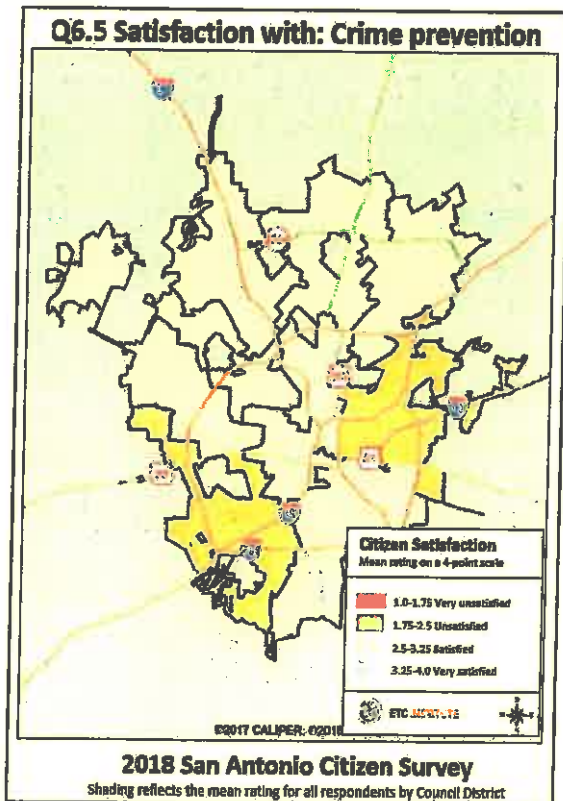 Q6.5 Satisfaction with: Crime prevention
Citizen Satisfaction
Mean rating on a 4-point scale
1.0-1.75 Very unsatisfied
1.75-2.5 Unsatisfied
2.5-3.25 Satisfied
3.25-4.0 Very satisfied
ETC INSTITUTE
©2017 CALIPER; ©2016
2018 San Antonio Citizen Survey
Shading reflects the mean rating for all respondents by Council District